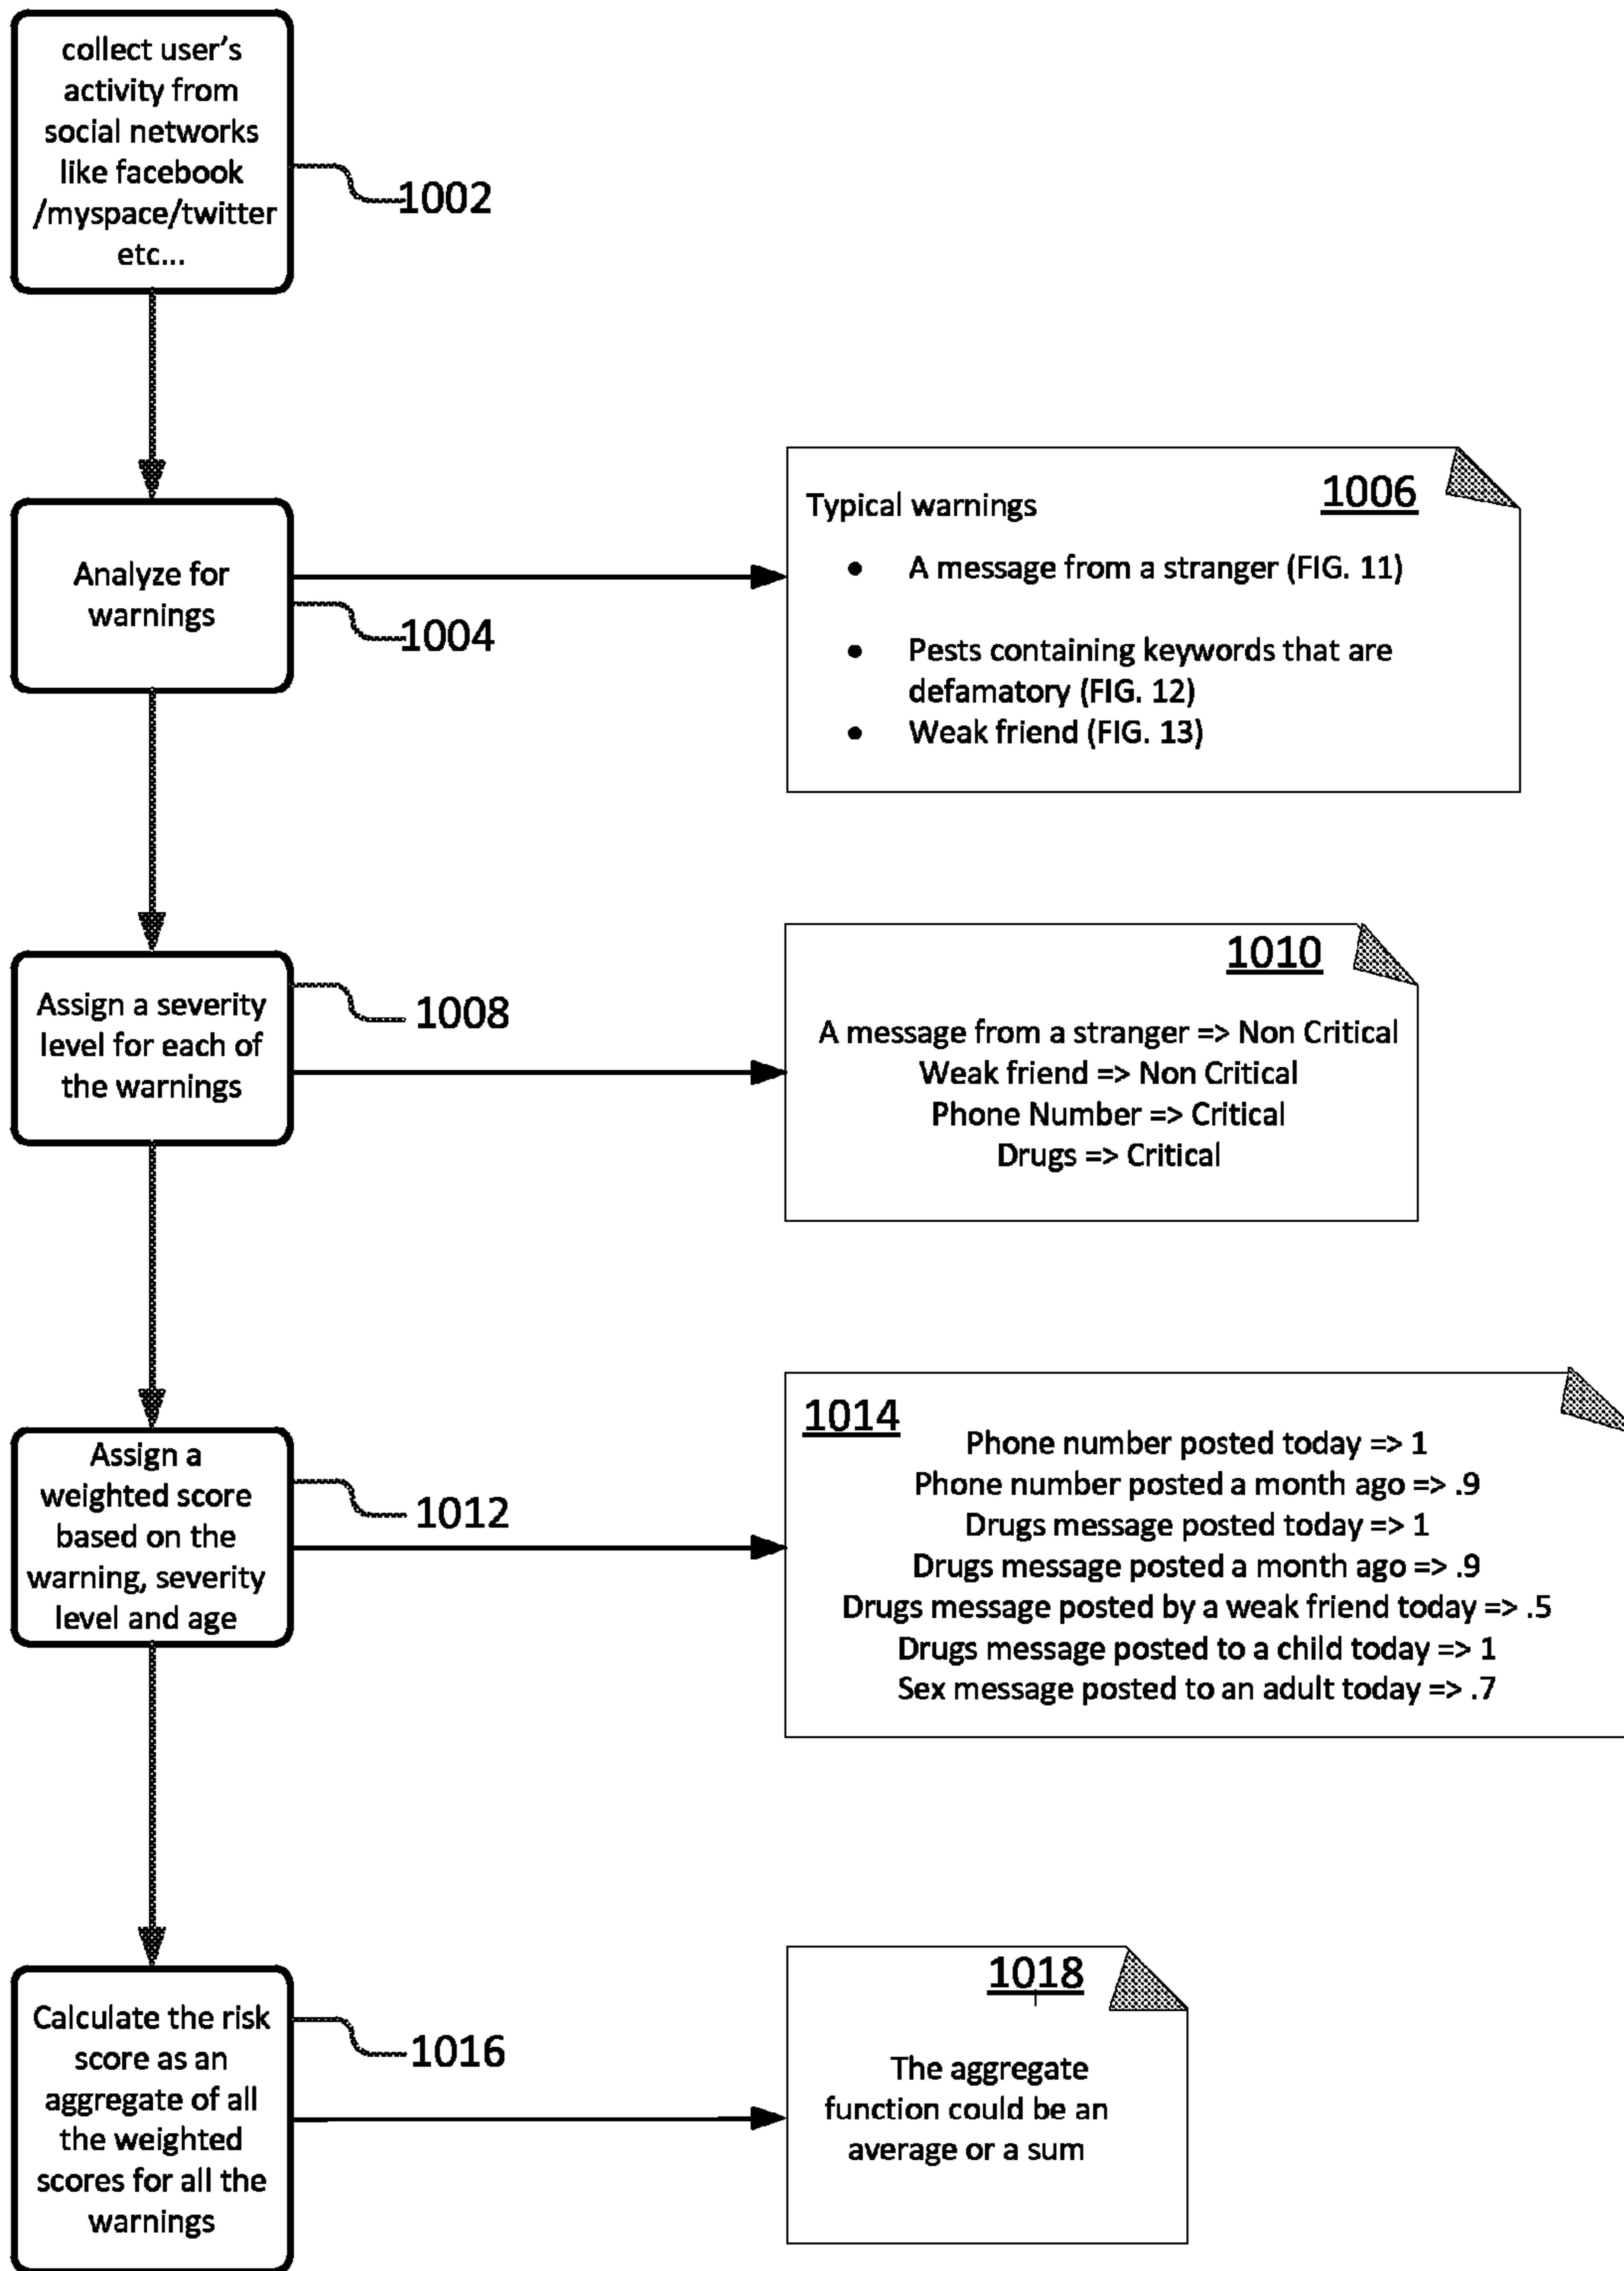 collect user's
activity from
social networks
like facebook
/myspace/twitter
etc...
1002
Analyze for
warnings
1004
1006
Typical warnings
• A message from a stranger (FIG. 11)
• Pests containing keywords that are
defamatory (FIG. 12)
• Weak friend (FIG. 13)
Assign a severity
level for each of
the warnings
1008
1010
A message from a stranger => Non Critical
Weak friend => Non Critical
Phone Number => Critical
Drugs => Critical
Assign a
weighted score
based on the
warning, severity
level and age
1012
1014
Phone number posted today => 1
Phone number posted a month ago => .9
Drugs message posted today => 1
Drugs message posted a month ago => .9
Drugs message posted by a weak friend today => .5
Drugs message posted to a child today => 1
Sex message posted to an adult today => .7
Calculate the risk
score as an
aggregate of all
the weighted
scores for all the
warnings
1016
1018
The aggregate
function could be an
average or a sum